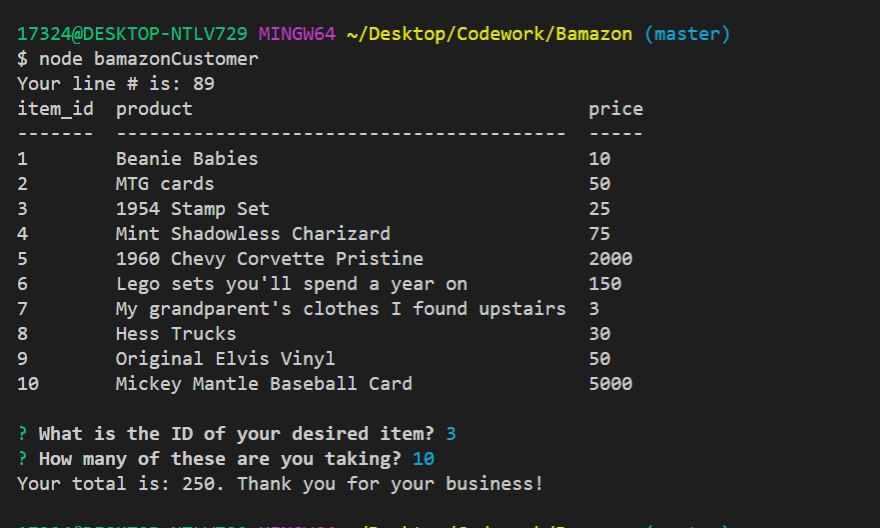 17324@DESKTOP-NTLV729 MINGW64 ~/Desktop/Codework/Bamazon (master)
$ node bamazonCustomer
Your line # is: 89
item_id  product                                    price
-------  -----------------------------------------  -----
1        Beanie Babies                              10
2        MTG cards                                  50
3        1954 Stamp Set                             25
4        Mint Shadowless Charizard                  75
5        1960 Chevy Corvette Pristine               2000
6        Lego sets you'll spend a year on           150
7        My grandparent's clothes I found upstairs  3
8        Hess Trucks                                30
9        Original Elvis Vinyl                       50
10       Mickey Mantle Baseball Card                5000
? What is the ID of your desired item? 3
? How many of these are you taking? 10
Your total is: 250. Thank you for your business!